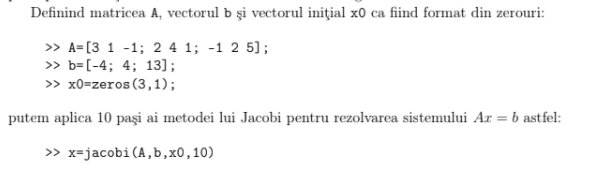 Definind matricea A, vectorul b şi vectorul iniţial x0 ca fiind format din zerouri:
>> A=[3 1 -1; 2 4 1; -1 2 5];
>> b=[-4; 4; 13];
>> x0=zeros(3,1);
putem aplica 10 paşi ai metodei lui Jacobi pentru rezolvarea sistemului Ax = b astfel:
>> x=jacobi(A,b,x0,10)